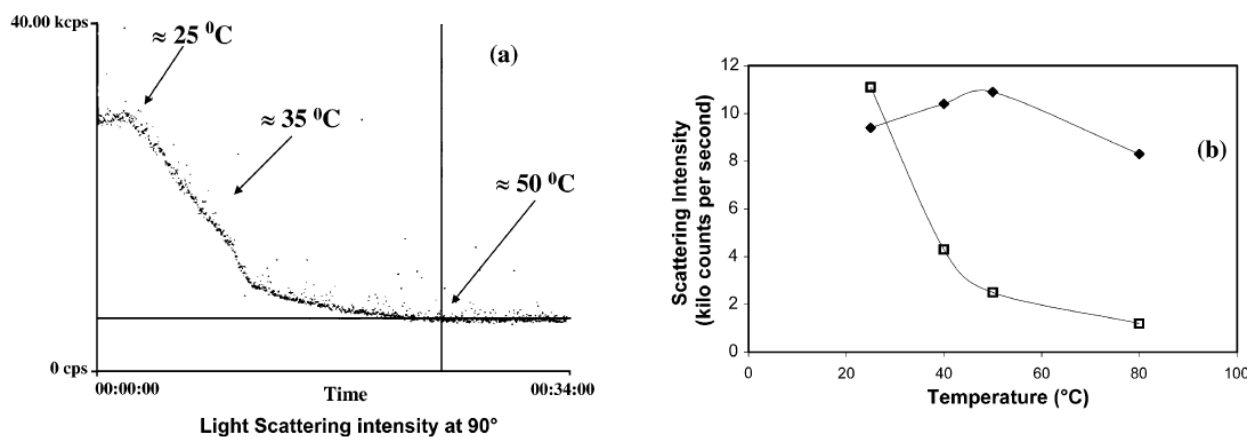 40.00 kcps
≈ 25 ⁰C
(a)
≈ 35 ⁰C
≈ 50 ⁰C
0 cps
00:00:00
Time
00:34:00
Light Scattering intensity at 90°
12
10
8
6
4
2
0
Scattering Intensity
(kilo counts per second)
(b)
0
20
40
60
80
100
Temperature (°C)